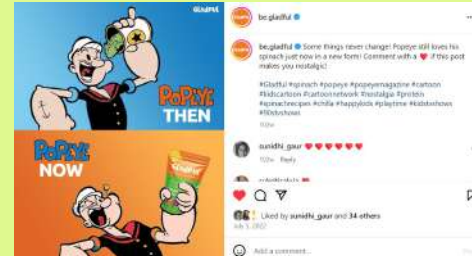 GLADFUL
POPEYE
THEN
POPEYE
NOW
GLADFUL
be.gladful
be.gladful Some things never change! Popeye still loves his
spinach just now in a new form! Comment with a ❤️ if this post
makes you nostalgic!
#Gladful #spinach #popeye #popeyemagazine #cartoon
#kidscartoon #cartoonnetwork #nostalgia #protein
#spinachrecipes #chilla #happykids #playtime #kidstvshows
#90stvshows
sunidhi_gaur ❤️❤️❤️❤️❤️❤️
Reply
Liked by sunidhi_gaur and 34 others
Add a comment...